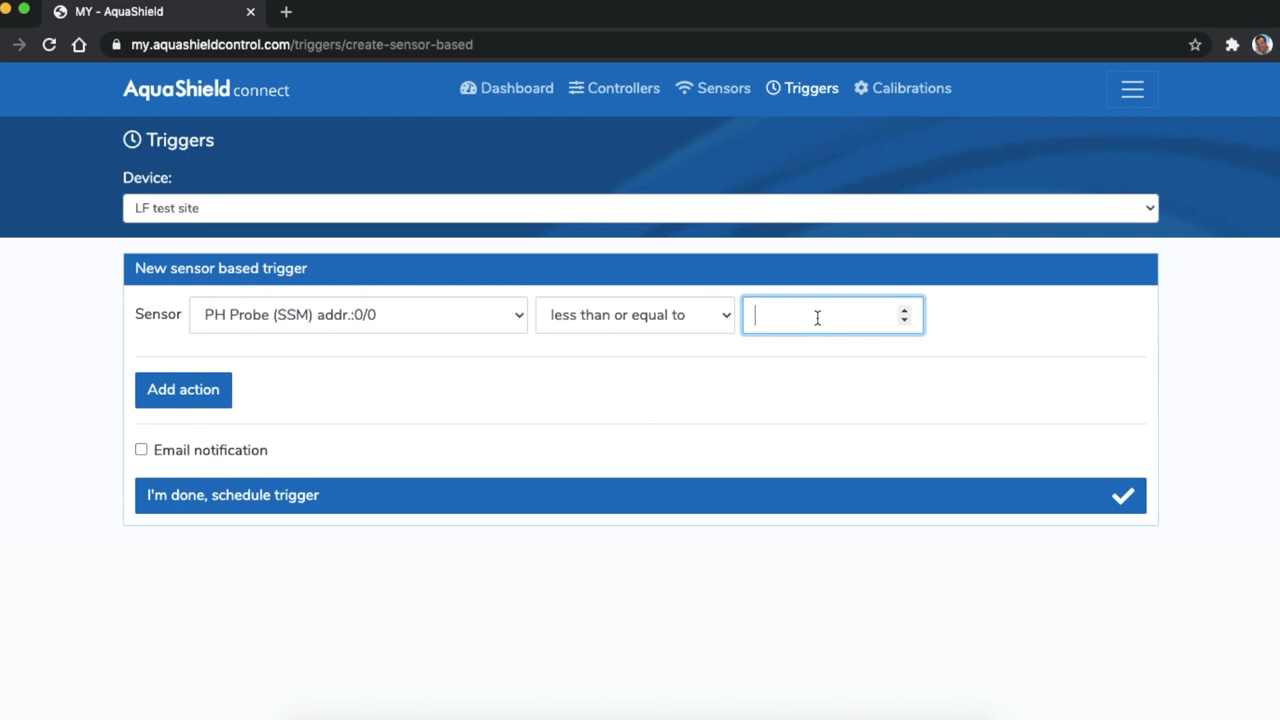 MY - AquaShield
my.aquashieldcontrol.com/triggers/create-sensor-based
AquaShield connect
Dashboard Controllers Sensors Triggers Calibrations
Triggers
Device:
LF test site
New sensor based trigger
Sensor PH Probe (SSM) addr.:0/0 less than or equal to
Add action
Email notification
I'm done, schedule trigger